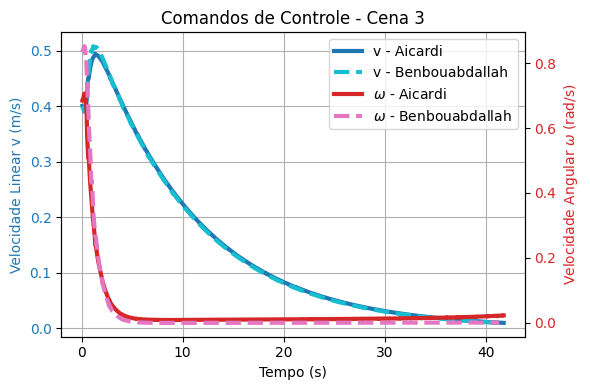 Comandos de Controle - Cena 3
Velocidade Linear v (m/s)
0.5
0.4
0.3
0.2
0.1
0.0
v - Aicardi
v - Benbouabdallah
ω - Aicardi
ω - Benbouabdallah
0.8
0.6
0.4
0.2
0.0
Velocidade Angular ω (rad/s)
0 10 20 30 40
Tempo (s)